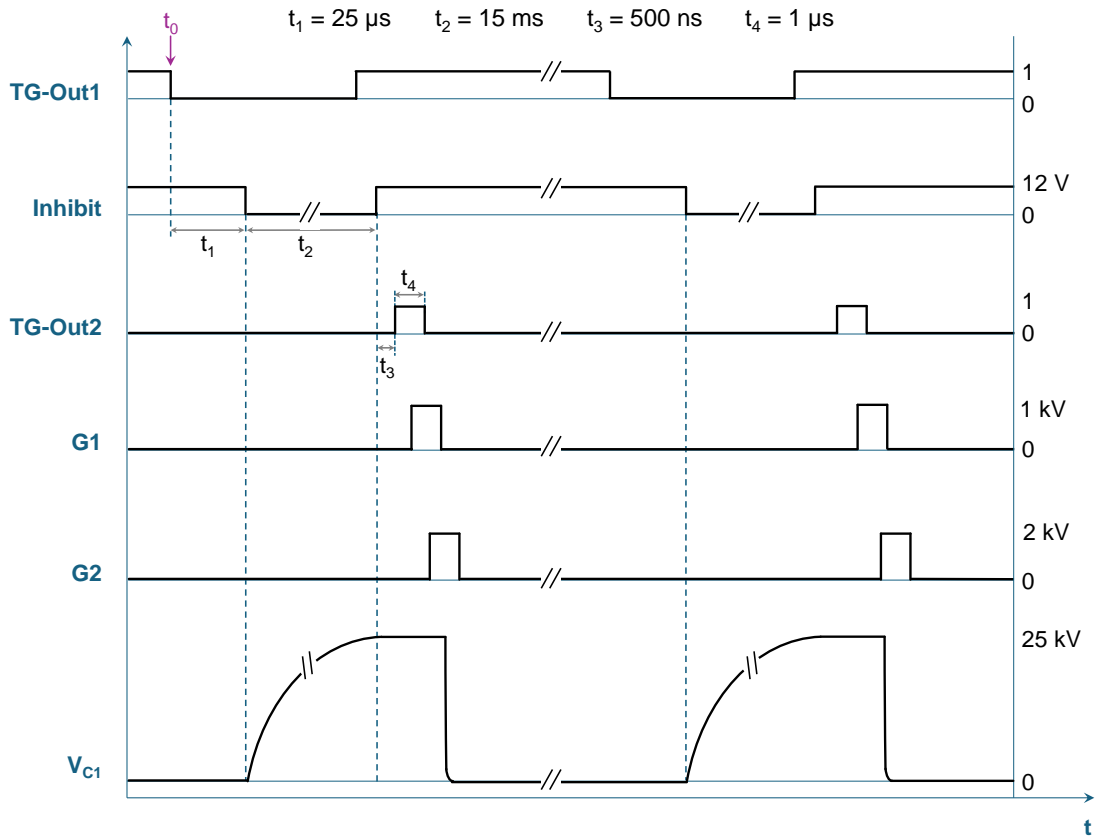 t₀ t₁ = 25 µs t₂ = 15 ms t₃ = 500 ns t₄ = 1 µs
TG-Out1 1
0
Inhibit 12 V
0
t₁ t₂
t₄
TG-Out2 1
0
t₃
G1 1 kV
0
G2 2 kV
0
25 kV
V_C1 0
t